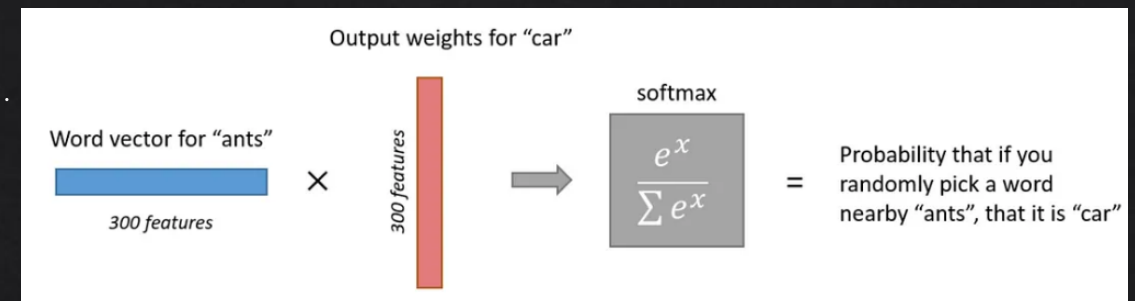 Output weights for “car”
softmax
Word vector for “ants”
300 features
×
300 features
e^x
∑ e^x
=
Probability that if you
randomly pick a word
nearby “ants”, that it is “car”